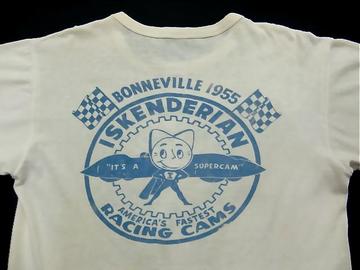 BONNEVILLE 1955
ISKENDERIAN
"IT'S A SUPERCAM"
AMERICA'S FASTEST
RACING CAMS